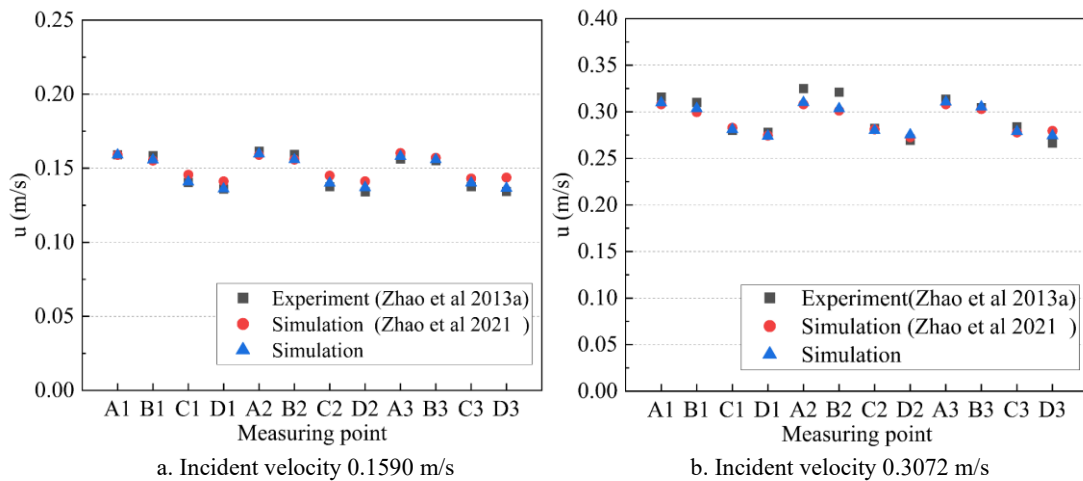 0.25
0.20
0.15
0.10
0.05
0.00
u (m/s)
Experiment (Zhao et al 2013a)
Simulation (Zhao et al 2021 )
Simulation
A1 B1 C1 D1 A2 B2 C2 D2 A3 B3 C3 D3
Measuring point
a. Incident velocity 0.1590 m/s
0.40
0.35
0.30
0.25
0.20
0.15
0.10
0.05
0.00
u (m/s)
Experiment(Zhao et al 2013a)
Simulation (Zhao et al 2021 )
Simulation
A1 B1 C1 D1 A2 B2 C2 D2 A3 B3 C3 D3
Measuring point
b. Incident velocity 0.3072 m/s